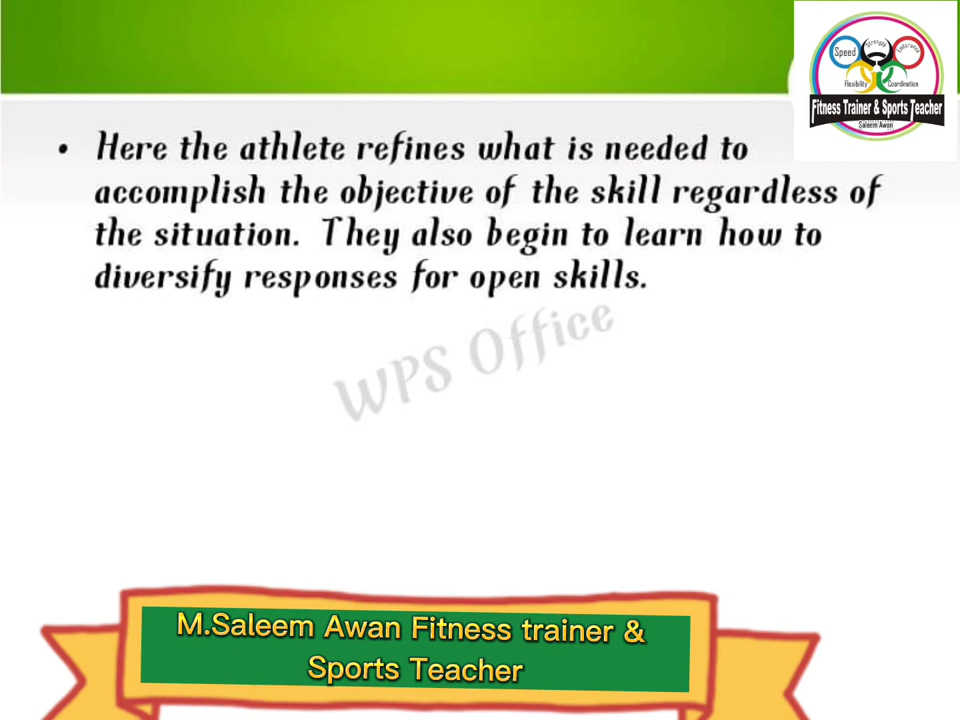 Speed
Strength
Endurance
Flexibility
Coordination
Fitness Trainer & Sports Teacher
Saleem Awan
• Here the athlete refines what is needed to
accomplish the objective of the skill regardless of
the situation. They also begin to learn how to
diversify responses for open skills.
WPS Office
M.Saleem Awan Fitness trainer &
Sports Teacher